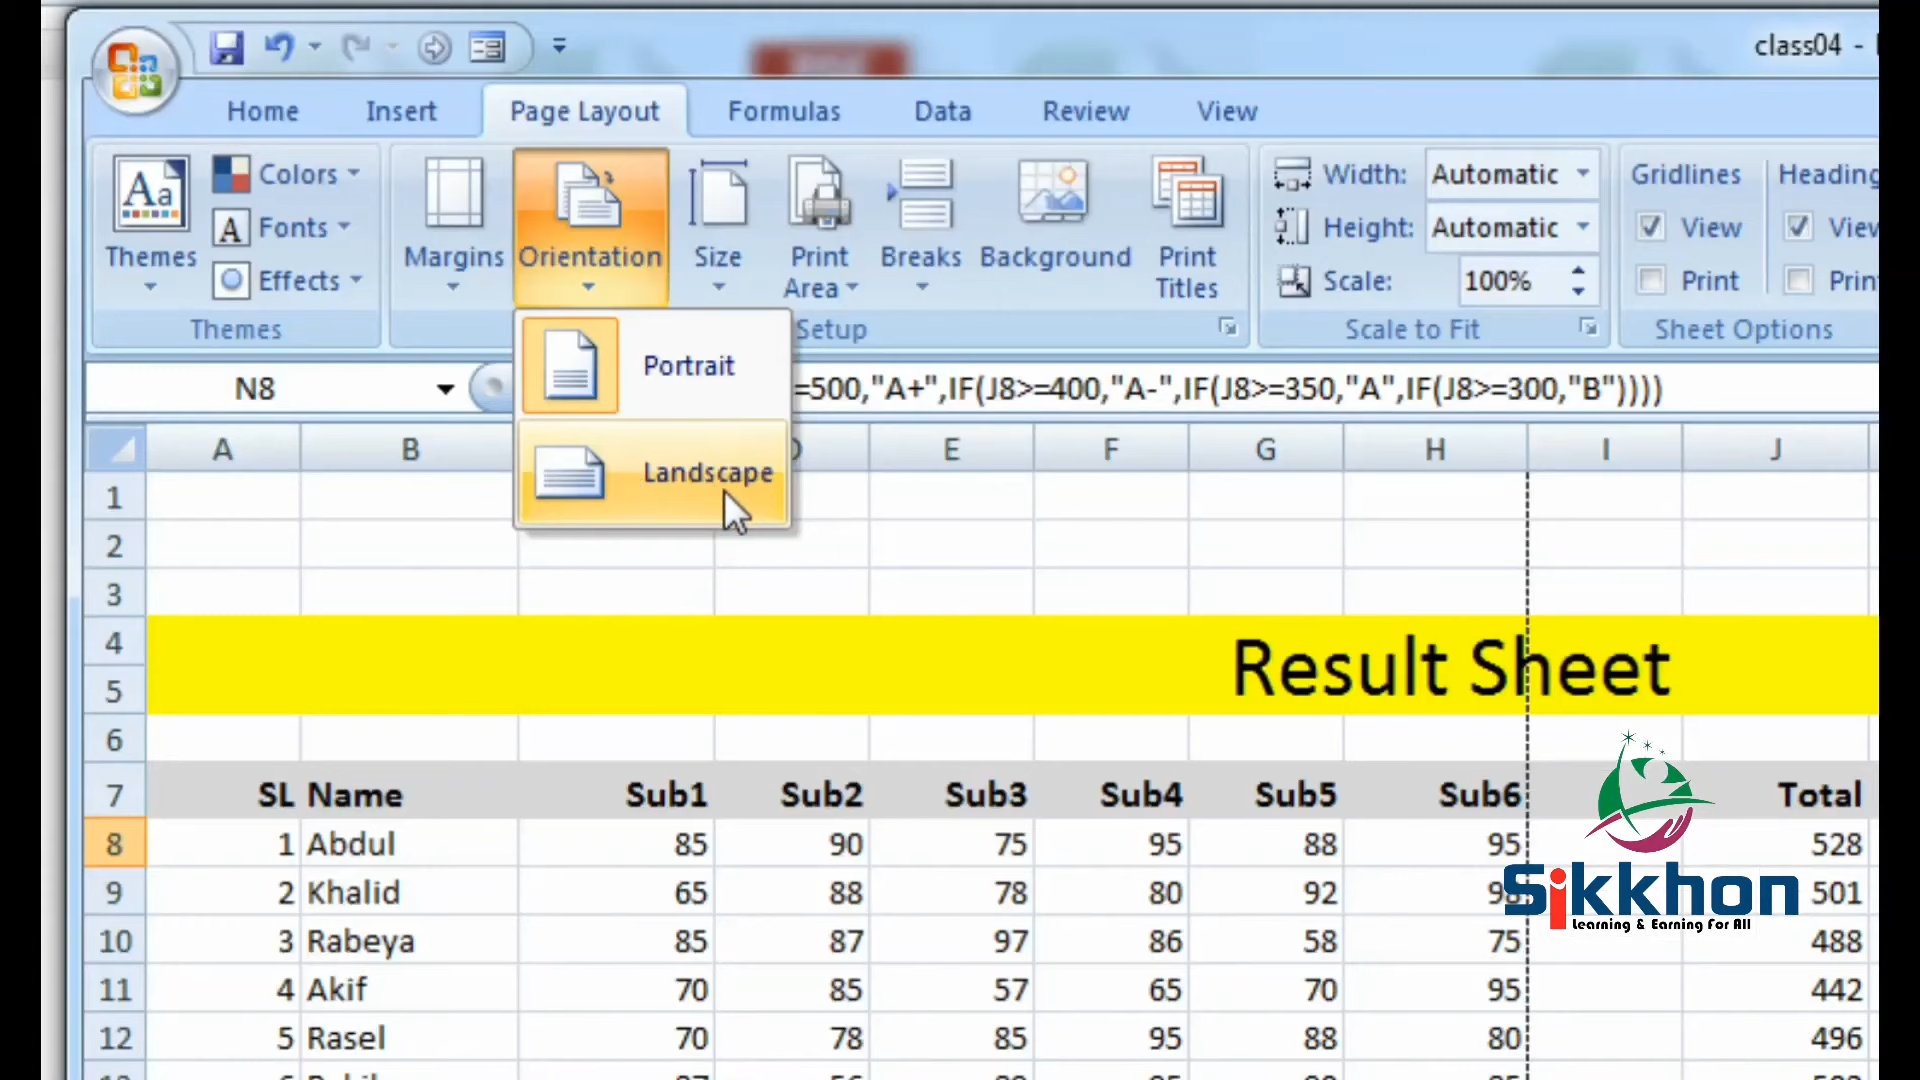 class04 -
Home Insert Page Layout Formulas Data Review View
Themes Colors Fonts Effects Margins Orientation Size Print Area Breaks Background Print Titles
Width: Automatic Gridlines Heading
Height: Automatic View View
Scale: 100% Print Print
Themes Setup Scale to Fit Sheet Options
Portrait
Landscape
N8 =500,"A+",IF(J8>=400,"A-",IF(J8>=350,"A",IF(J8>=300,"B"))))
A B D E F G H I J
1
2
3
4
5
Result Sheet
6
7 SL Name Sub1 Sub2 Sub3 Sub4 Sub5 Sub6 Total
8 1 Abdul 85 90 75 95 88 95 528
9 2 Khalid 65 88 78 80 92 98 501
10 3 Rabeya 85 87 97 86 58 75 488
11 4 Akif 70 85 57 65 70 95 442
12 5 Rasel 70 78 85 95 88 80 496
Sikkhon
Learning & Earning For All